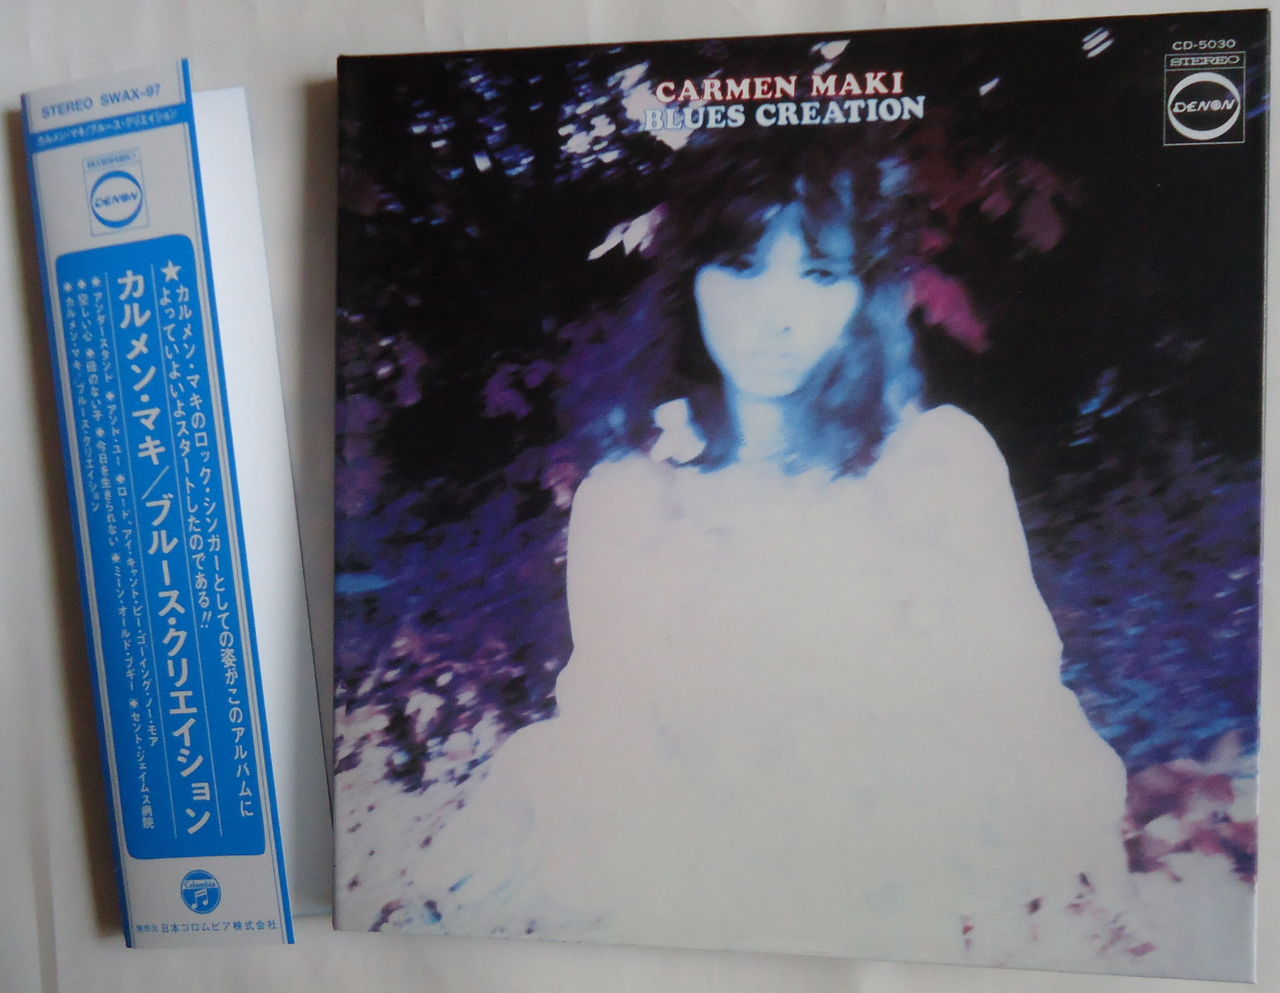 STEREO SWAX-97
カルメン・マキ/ブルース・クリエイション
DENON
★カルメン・マキのロック・シンガーとしての姿がこのアルバムに
よっていよいよスタートしたのである!!
カルメン・マキ/ブルース・クリエイション
◆アンダースタンド ◆アンド・ユー ◆ロード、アイ・キャント・ビー・ゴーイング・ノー・モア
◆空しい心 ◆母のない子 ◆今日を生きられない ◆ミーン・オールド・ブギー ◆セント・ジェイムス病院
◆カルメン・マキ/ブルース・クリエイション
Columbia
発売元 日本コロムビア株式会社
CARMEN MAKI
BLUES CREATION
CD-5030
STEREO
DENON